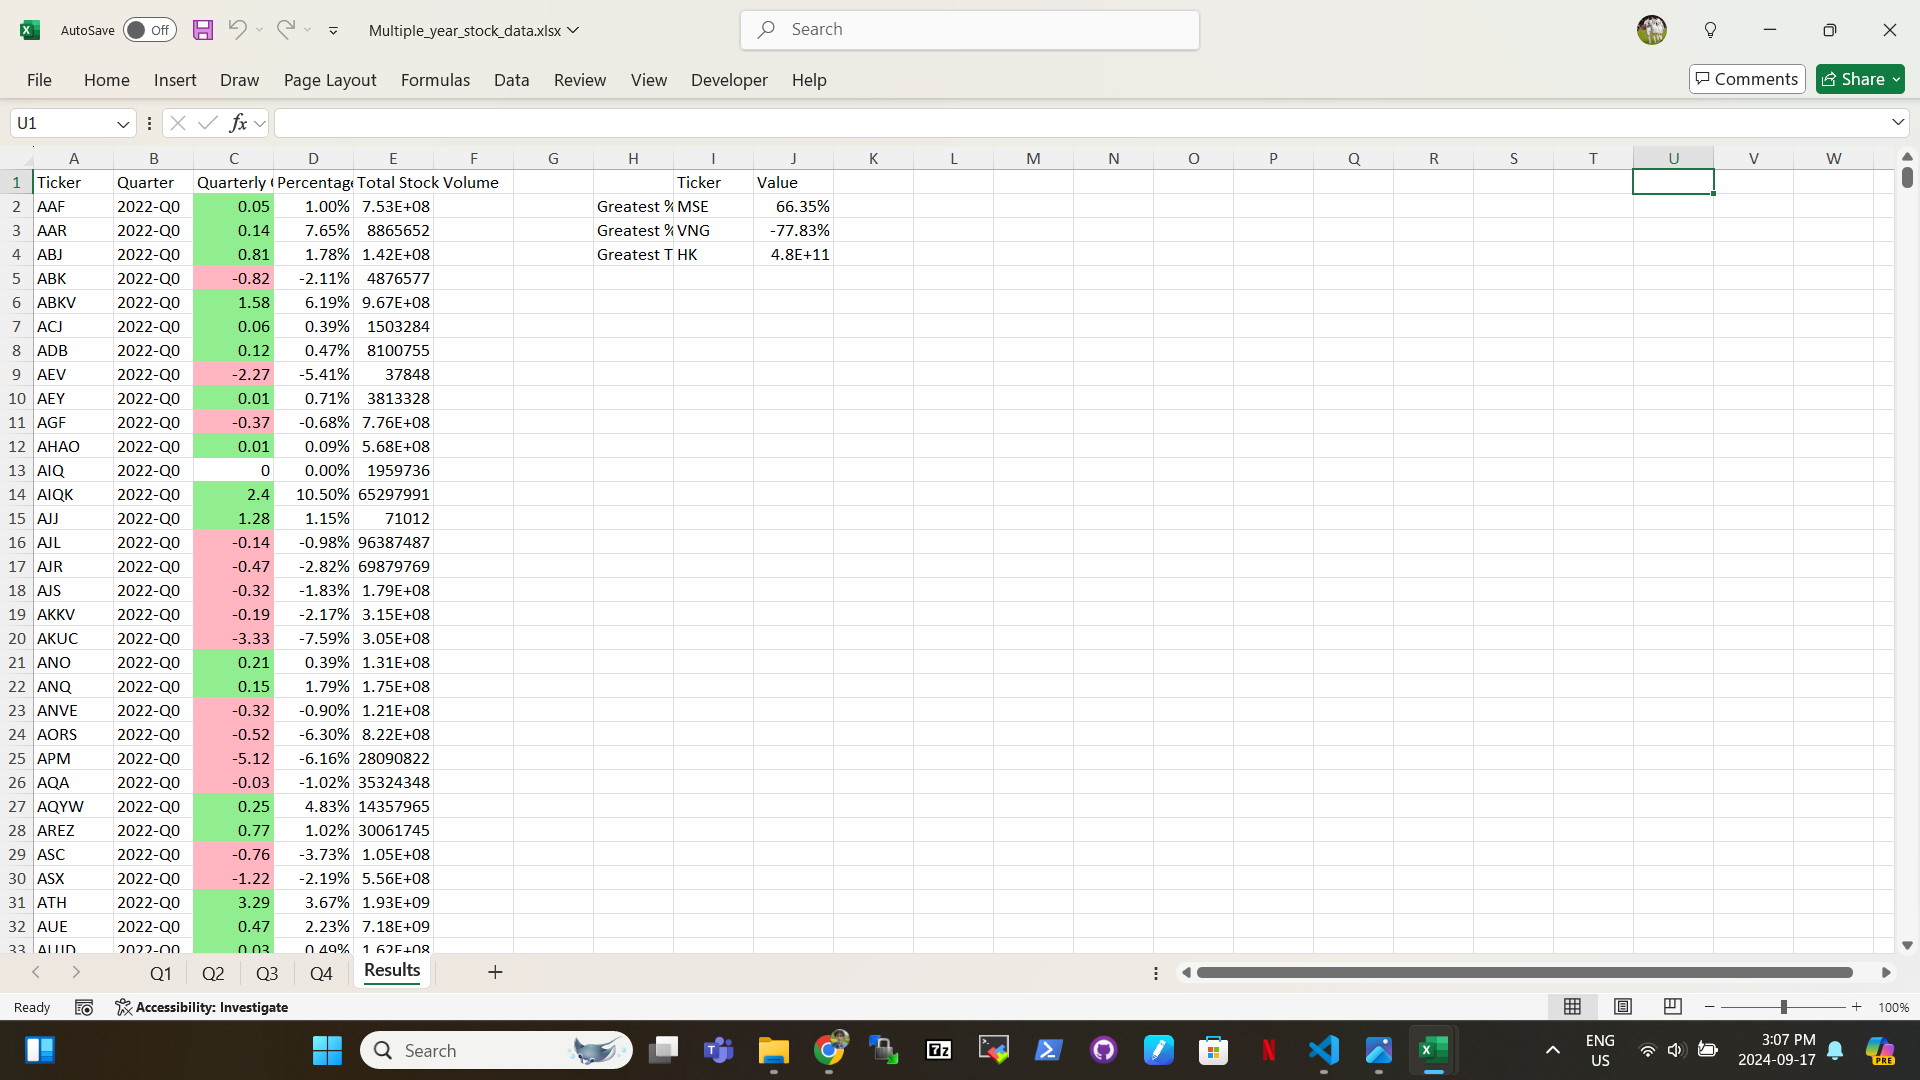 AutoSave Off Multiple_year_stock_data.xlsx Search
File Home Insert Draw Page Layout Formulas Data Review View Developer Help Comments Share
U1 fx
A B C D E F G H I J K L M N O P Q R S T U V W
1 Ticker Quarter Quarterly C Percentage Total Stock Volume Ticker Value
2 AAF 2022-Q0 0.05 1.00% 7.53E+08 Greatest % MSE 66.35%
3 AAR 2022-Q0 0.14 7.65% 8865652 Greatest % VNG -77.83%
4 ABJ 2022-Q0 0.81 1.78% 1.42E+08 Greatest T HK 4.8E+11
5 ABK 2022-Q0 -0.82 -2.11% 4876577
6 ABKV 2022-Q0 1.58 6.19% 9.67E+08
7 ACJ 2022-Q0 0.06 0.39% 1503284
8 ADB 2022-Q0 0.12 0.47% 8100755
9 AEV 2022-Q0 -2.27 -5.41% 37848
10 AEY 2022-Q0 0.01 0.71% 3813328
11 AGF 2022-Q0 -0.37 -0.68% 7.76E+08
12 AHAO 2022-Q0 0.01 0.09% 5.68E+08
13 AIQ 2022-Q0 0 0.00% 1959736
14 AIQK 2022-Q0 2.4 10.50% 65297991
15 AJJ 2022-Q0 1.28 1.15% 71012
16 AJL 2022-Q0 -0.14 -0.98% 96387487
17 AJR 2022-Q0 -0.47 -2.82% 69879769
18 AJS 2022-Q0 -0.32 -1.83% 1.79E+08
19 AKKV 2022-Q0 -0.19 -2.17% 3.15E+08
20 AKUC 2022-Q0 -3.33 -7.59% 3.05E+08
21 ANO 2022-Q0 0.21 0.39% 1.31E+08
22 ANQ 2022-Q0 0.15 1.79% 1.75E+08
23 ANVE 2022-Q0 -0.32 -0.90% 1.21E+08
24 AORS 2022-Q0 -0.52 -6.30% 8.22E+08
25 APM 2022-Q0 -5.12 -6.16% 28090822
26 AQA 2022-Q0 -0.03 -1.02% 35324348
27 AQYW 2022-Q0 0.25 4.83% 14357965
28 AREZ 2022-Q0 0.77 1.02% 30061745
29 ASC 2022-Q0 -0.76 -3.73% 1.05E+08
30 ASX 2022-Q0 -1.22 -2.19% 5.56E+08
31 ATH 2022-Q0 3.29 3.67% 1.93E+09
32 AUE 2022-Q0 0.47 2.23% 7.18E+09
33 2022-Q0 0.03 0.49% 1.62E+08
Q1 Q2 Q3 Q4 Results
Ready Accessibility: Investigate 100%
Search ENG 3:07 PM
US 2024-09-17 PRE